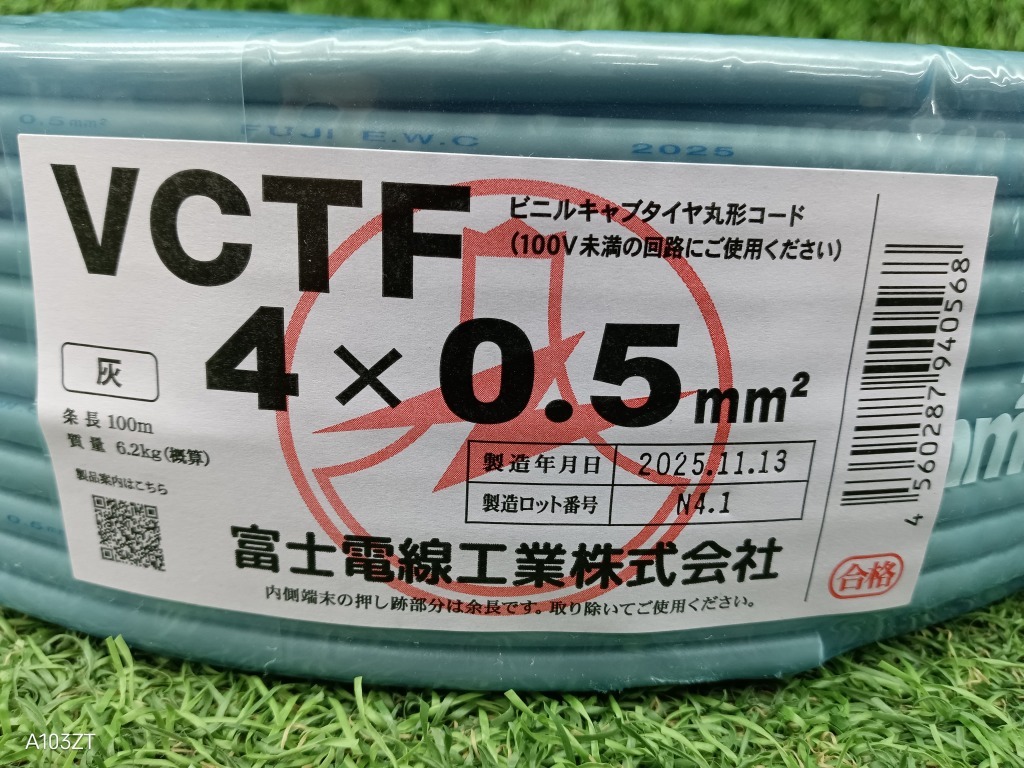 0.5mm²
FUJI E.W.C
2025
VCTF
ビニルキャブタイヤ丸形コード
(100V未満の回路にご使用ください)
4×0.5mm²
灰
条長 100m
質量 6.2kg(概算)
製品案内はこちら
製造年月日 2025.11.13
製造ロット番号 N4.1
富士電線工業株式会社
内側端末の押し跡部分は余長です。取り除いてご使用ください。
4560287940568
合格
A103ZT